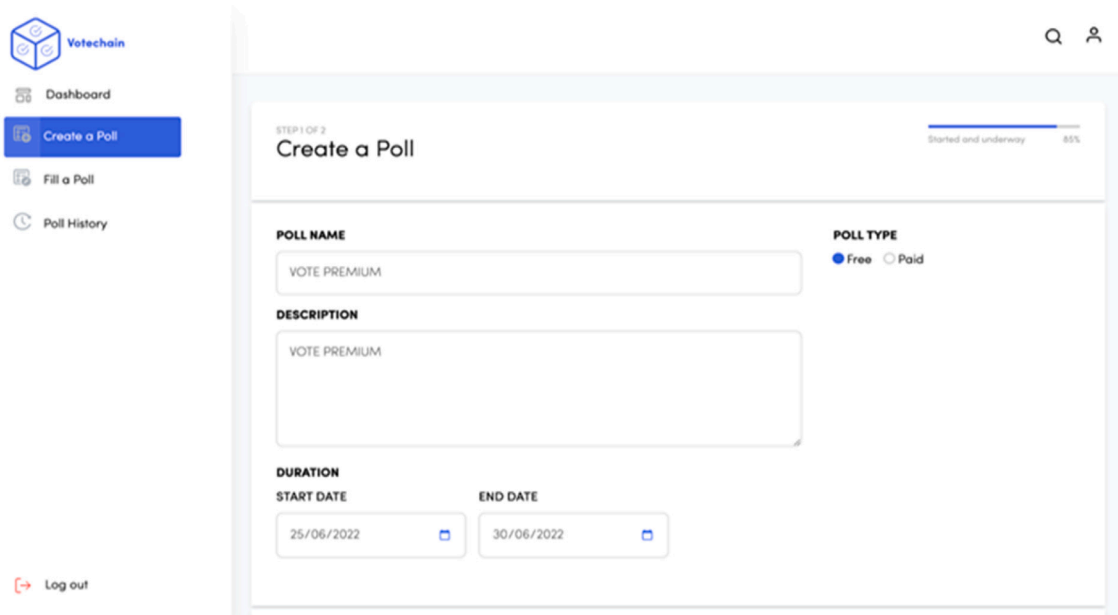 Votechain
Dashboard
Create a Poll
Fill a Poll
Poll History
Log out
STEP 1 OF 2
Create a Poll
Started and underway 85%
POLL NAME
VOTE PREMIUM
POLL TYPE
Free Paid
DESCRIPTION
VOTE PREMIUM
DURATION
START DATE END DATE
25/06/2022 30/06/2022